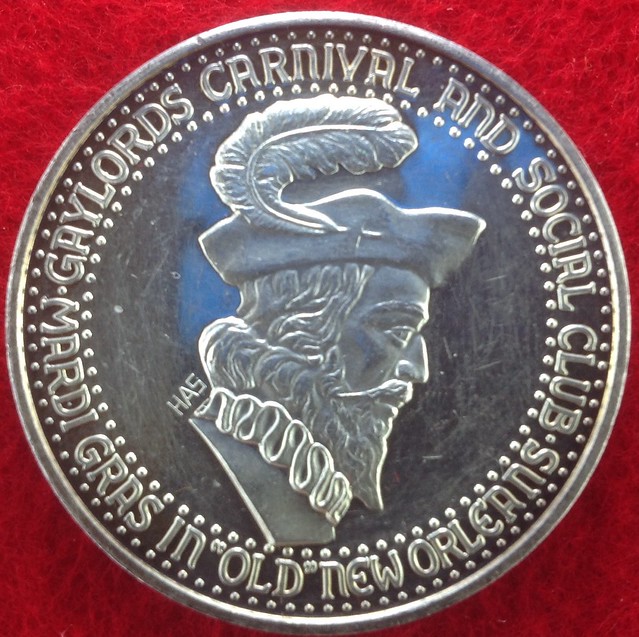 GAYLORDS CARNIVAL AND SOCIAL CLUB·
MARDI GRAS IN "OLD" NEW ORLEANS·
HAS